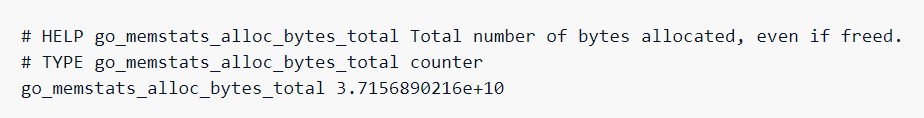 # HELP go_memstats_alloc_bytes_total Total number of bytes allocated, even if freed.
# TYPE go_memstats_alloc_bytes_total counter
go_memstats_alloc_bytes_total 3.7156890216e+10